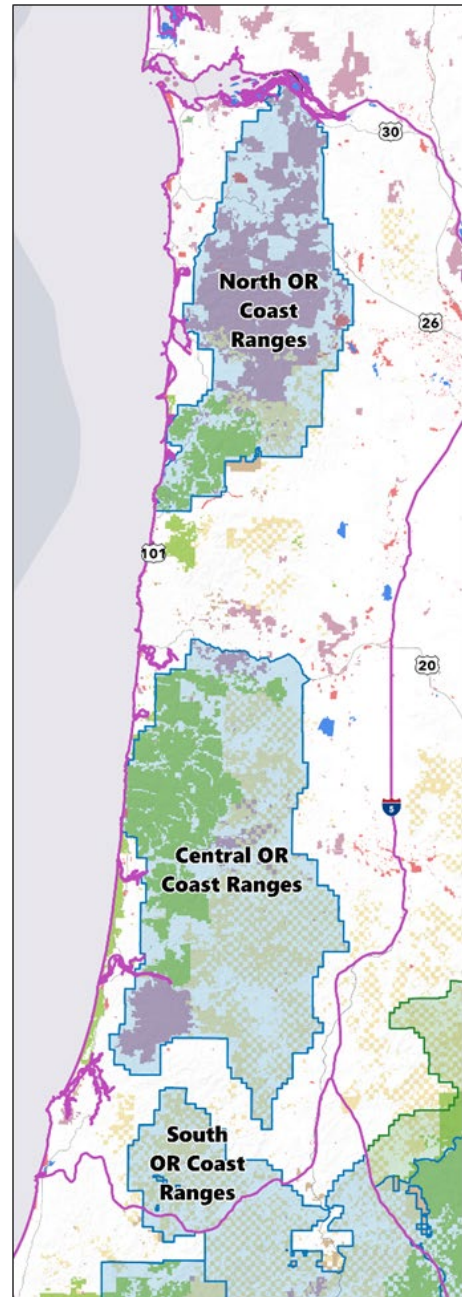 30
North OR
Coast
Ranges
26
101
20
5
Central OR
Coast Ranges
South
OR Coast
Ranges